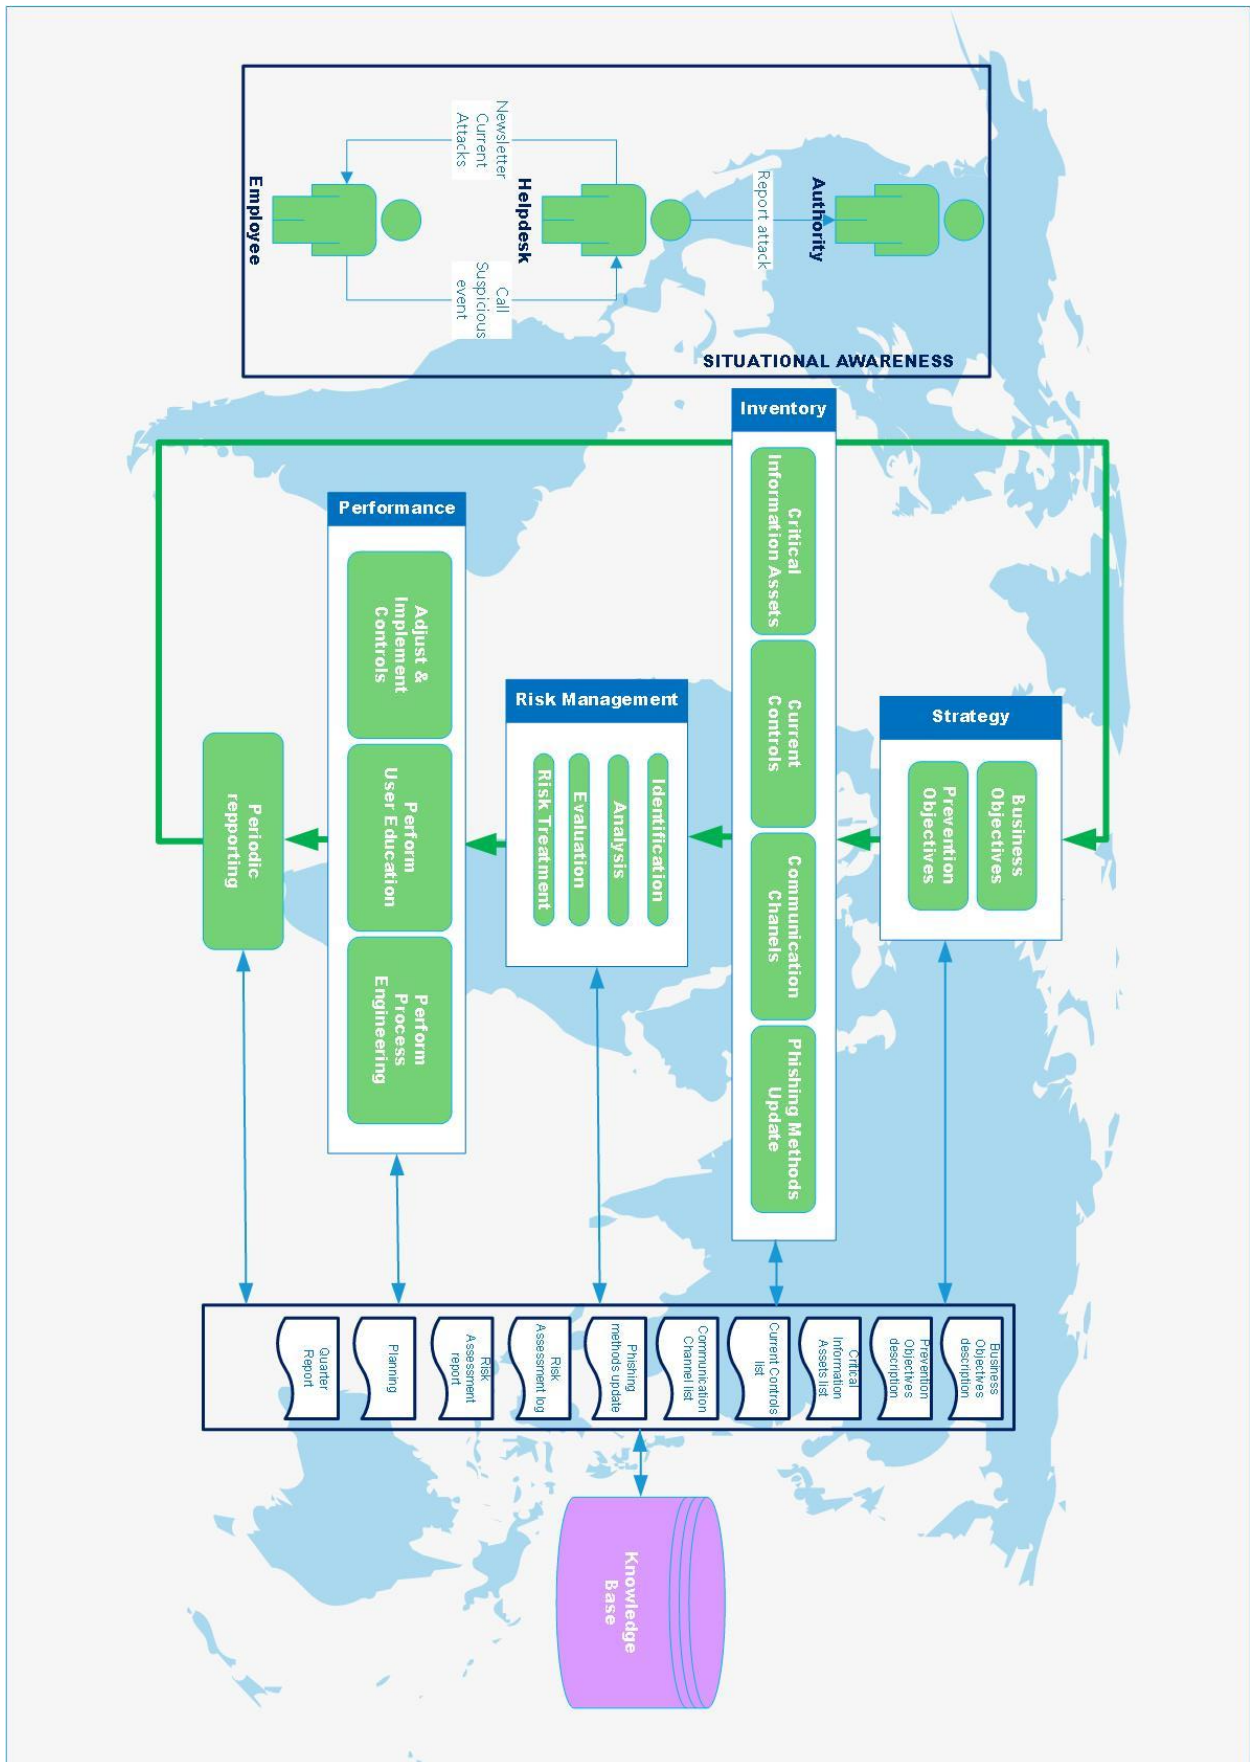 SITUATIONAL AWARENESS
Authority
Report attack
Helpdesk
Newsletter
Current
Attacks
Call
Suspicious
event
Employee
Strategy
Business
Objectives
Prevention
Objectives
Inventory
Critical
Information Assets
Current
Controls
Communication
Channels
Phishing Methods
Update
Risk Management
Identification
Analysis
Evaluation
Risk Treatment
Performance
Adjust &
Implement
Controls
Perform
User Education
Perform
Process
Engineering
Periodic
repporting
Business
Objectives
description
Prevention
Objectives
description
Critical
Information
Assets list
Current Controls
list
Communication
Channel list
Phishing
methods update
Risk
Assessment log
Risk
Assessment
report
Planning
Quarter
Report
Knowledge
Base